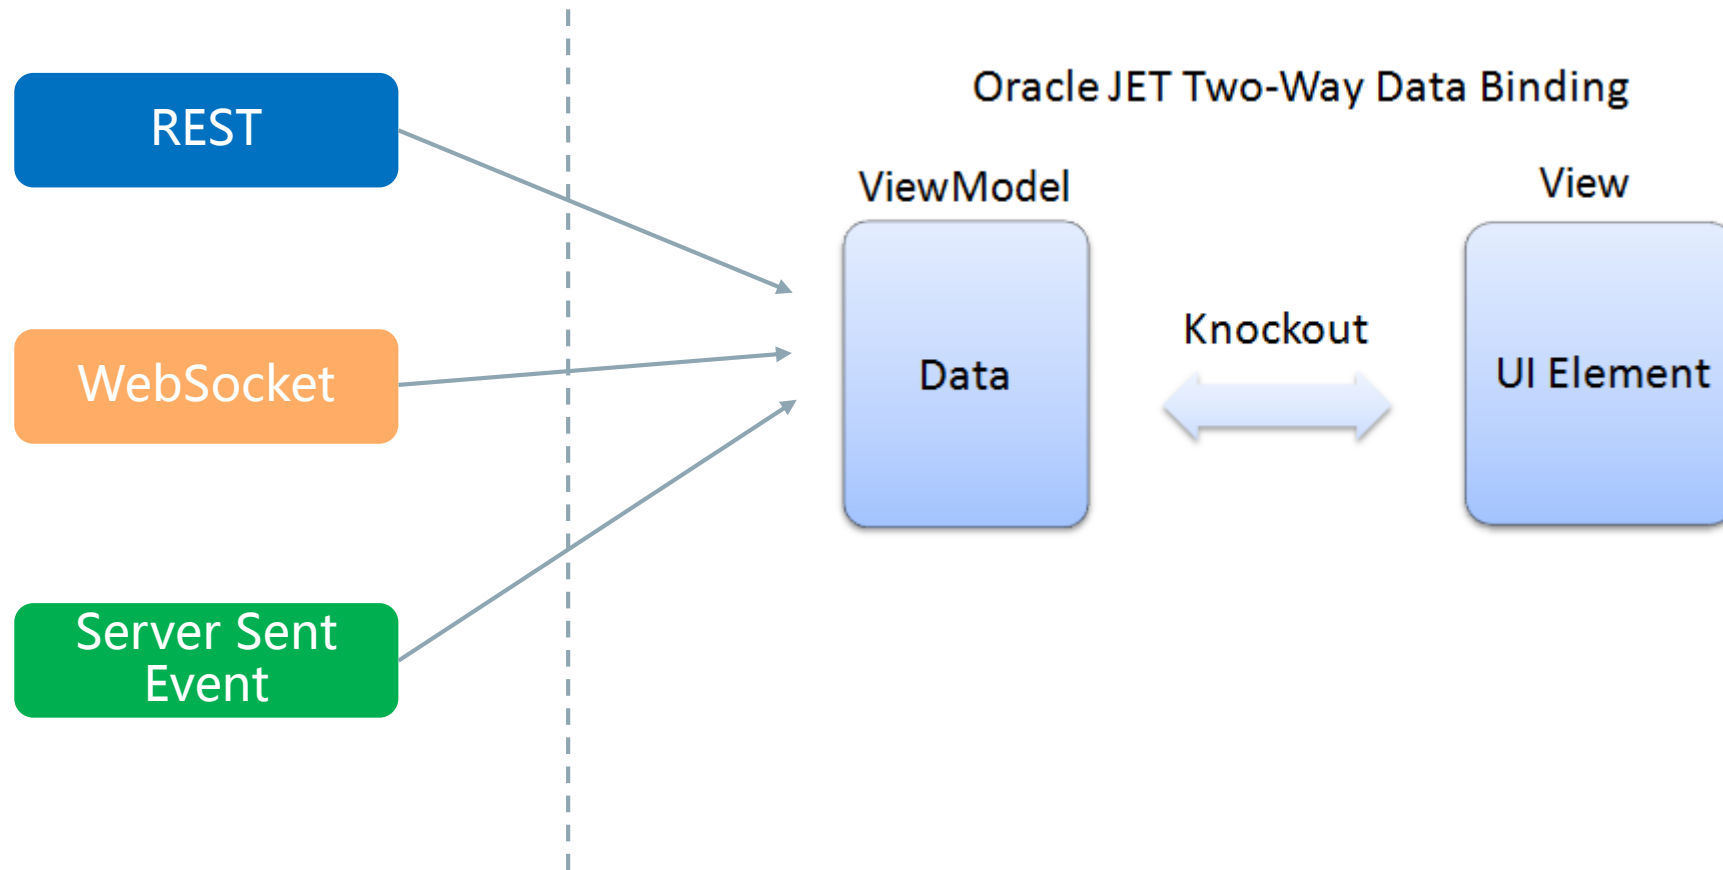 REST
WebSocket
Server Sent
Event
Oracle JET Two-Way Data Binding
ViewModel
View
Data
Knockout
UI Element